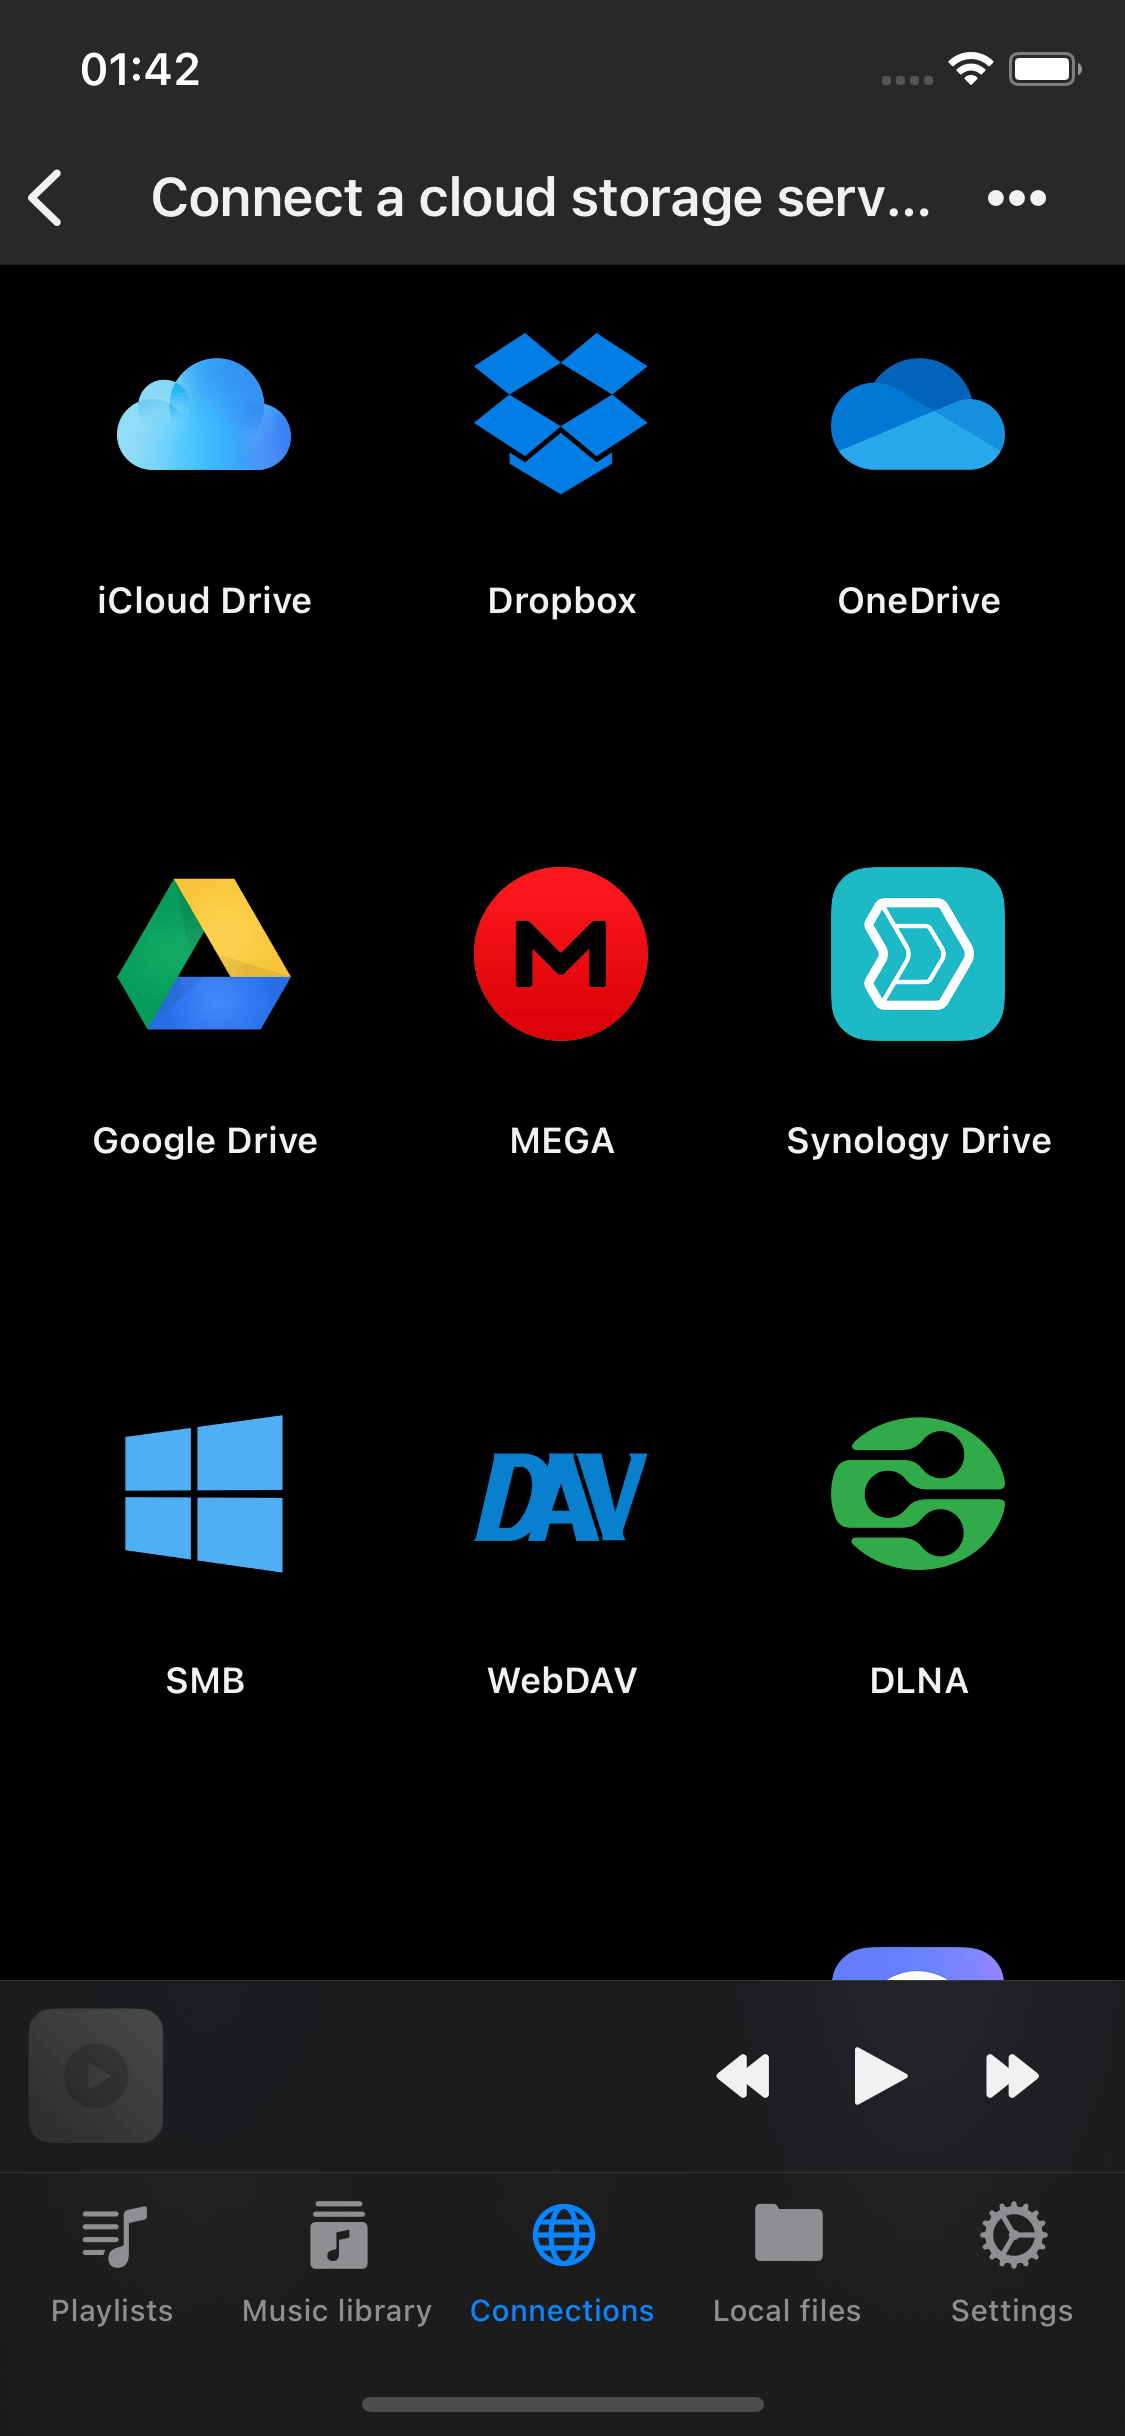 01:42
Connect a cloud storage serv...
iCloud Drive
Dropbox
OneDrive
Google Drive
MEGA
Synology Drive
DAV
SMB
WebDAV
DLNA
Playlists
Music library
Connections
Local files
Settings